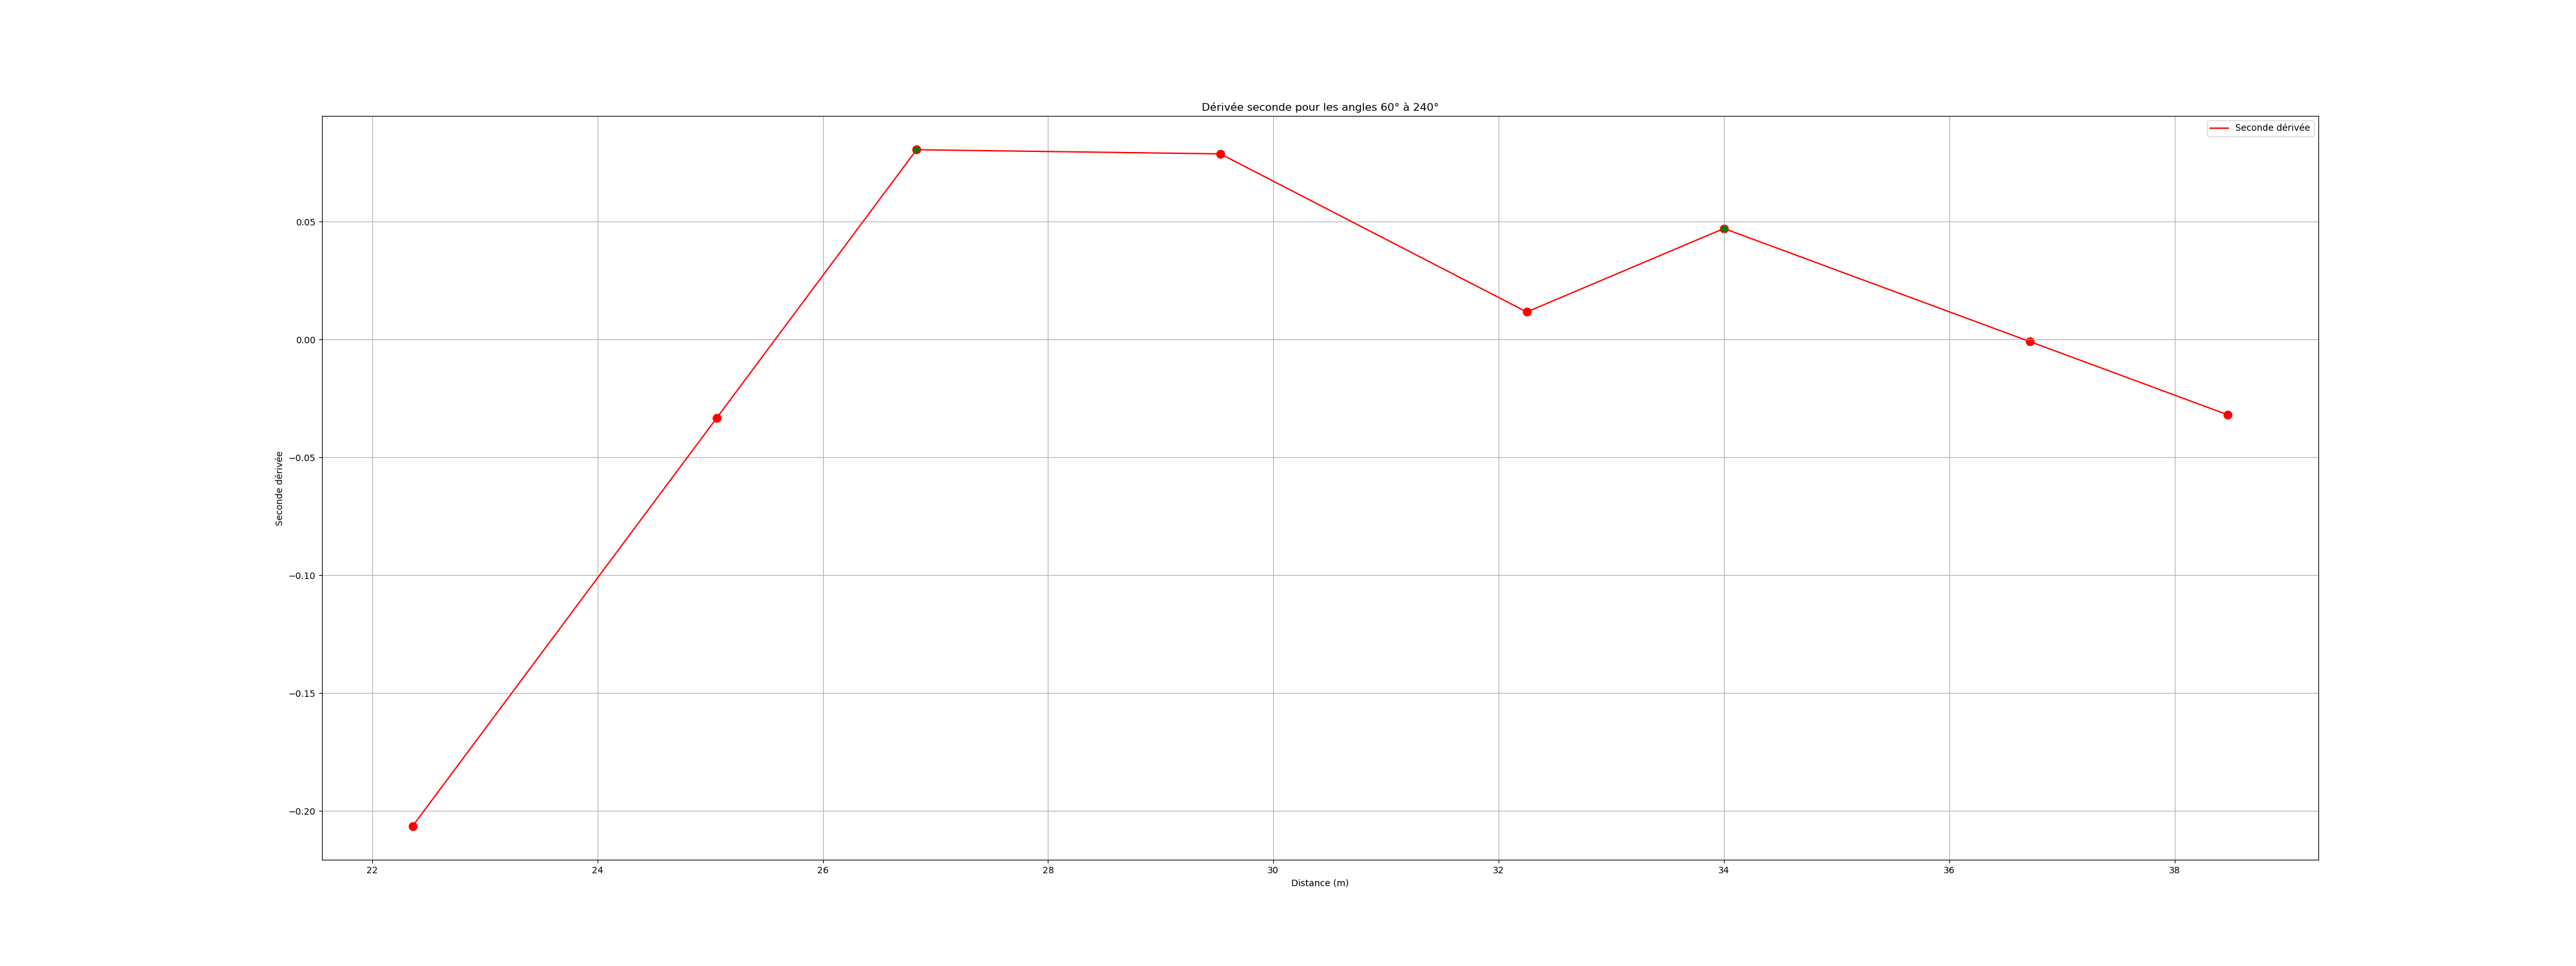 Dérivée seconde pour les angles 60° à 240°
Seconde dérivée
0.05
0.00
−0.05
−0.10
−0.15
−0.20
Seconde dérivée
22 24 26 28 30 32 34 36 38
Distance (m)